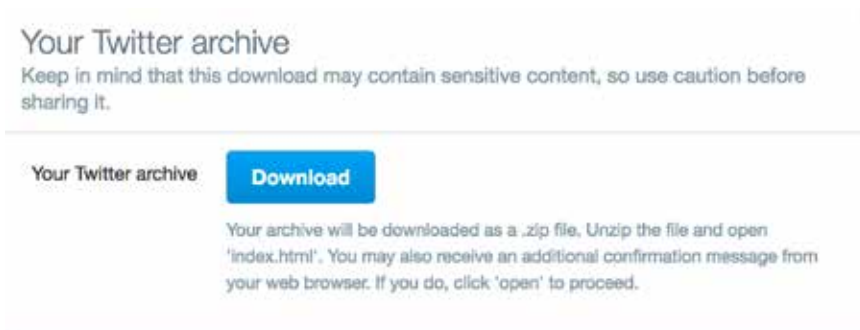 Your Twitter archive
Keep in mind that this download may contain sensitive content, so use caution before
sharing it.
Your Twitter archive
Download
Your archive will be downloaded as a .zip file. Unzip the file and open
'index.html'. You may also receive an additional confirmation message from
your web browser. If you do, click 'open' to proceed.